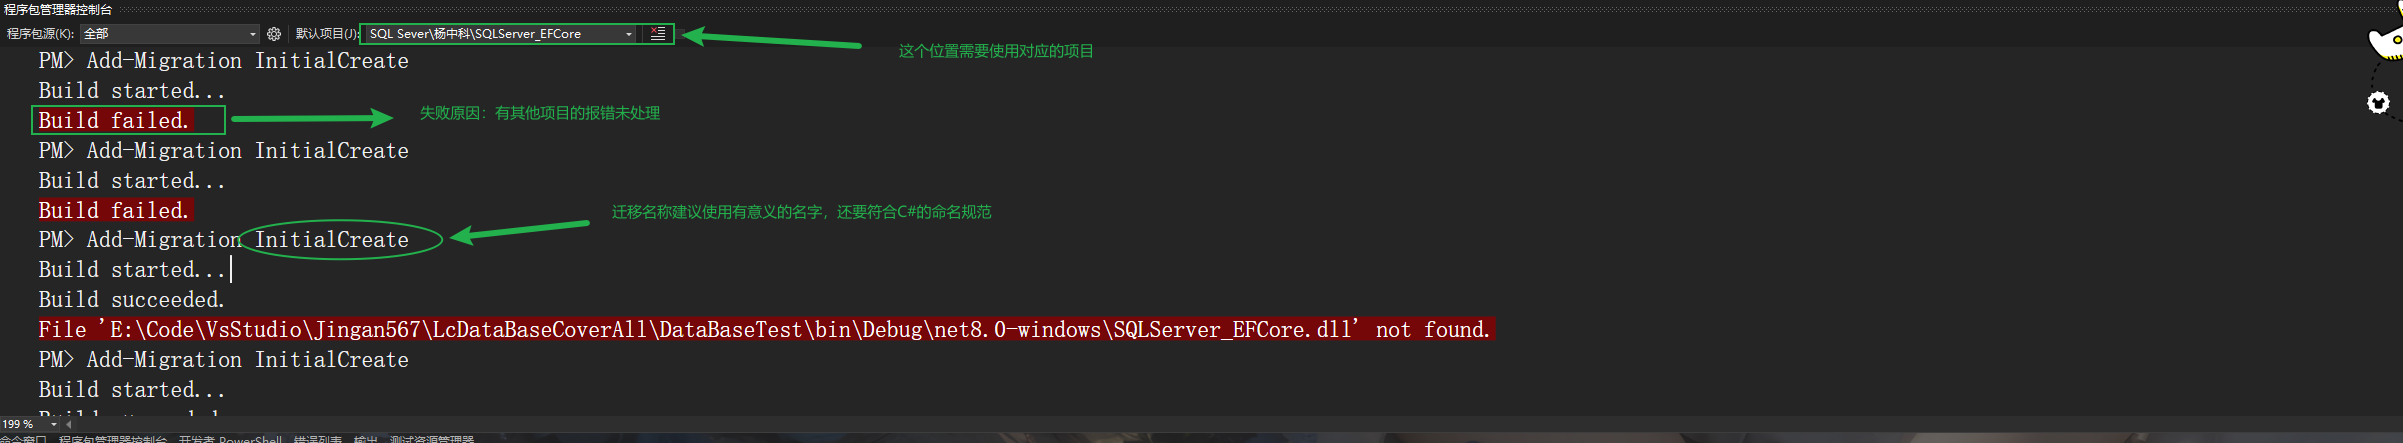 程序包管理器控制台
程序包源(K): 全部 默认项目(J): SQL Sever\杨中科\SQLServer_EFCore
这个位置需要使用对应的项目
PM> Add-Migration InitialCreate
Build started...
Build failed.
失败原因：有其他项目的报错未处理
PM> Add-Migration InitialCreate
Build started...
Build failed.
迁移名称建议使用有意义的名字，还要符合C#的命名规范
PM> Add-Migration InitialCreate
Build started...
Build succeeded.
File 'E:\Code\VsStudio\Jingan567\LcDataBaseCoverAll\DataBaseTest\bin\Debug\net8.0-windows\SQLServer_EFCore.dll' not found.
PM> Add-Migration InitialCreate
Build started...
199 %
命令窗口 程序包管理器控制台 开发者 PowerShell 错误列表 输出 测试资源管理器